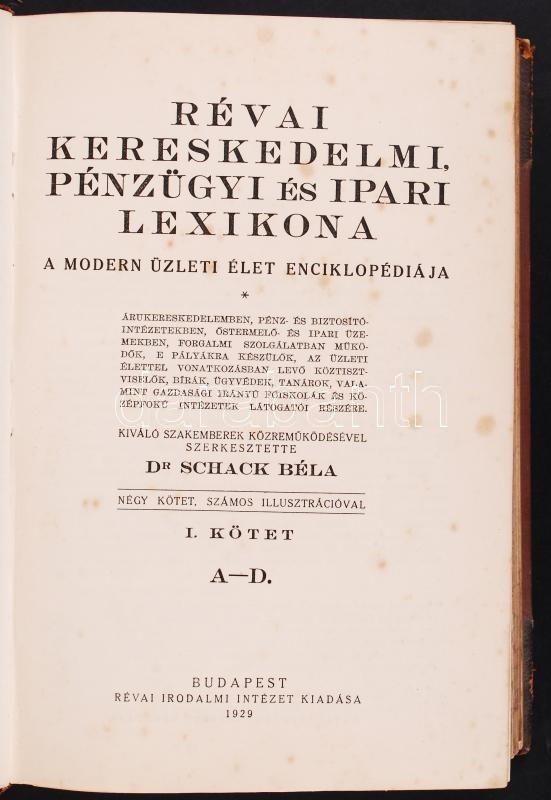 RÉVAI
KERESKEDELMI,
PÉNZÜGYI ÉS IPARI
LEXIKONA
A MODERN ÜZLETI ÉLET ENCIKLOPÉDIÁJA
*
ÁRUKERESKEDELEMBEN, PÉNZ- ÉS BIZTOSÍTÓ-
INTÉZETEKBEN, ŐSTERMELŐ- ÉS IPARI ÜZE-
MEKBEN, FORGALMI SZOLGÁLATBAN MŰKÖ-
DŐK, E PÁLYÁKRA KÉSZÜLŐK, AZ ÜZLETI
ÉLETTEL VONATKOZÁSBAN LEVŐ KÖZTISZT-
VISELŐK, BÍRÁK, ÜGYVÉDEK, TANÁROK, VALA-
MINT GAZDASÁGI IRÁNYÚ FŐISKOLÁK ÉS KÖ-
ZÉPFOKÚ INTÉZETEK LÁTOGATÓI RÉSZÉRE.
darabanth
KIVÁLÓ SZAKEMBEREK KÖZREMŰKÖDÉSÉVEL
SZERKESZTETTE
DR SCHACK BÉLA
NÉGY KÖTET, SZÁMOS ILLUSZTRÁCIÓVAL
I. KÖTET
A—D.
BUDAPEST
RÉVAI IRODALMI INTÉZET KIADÁSA
1929